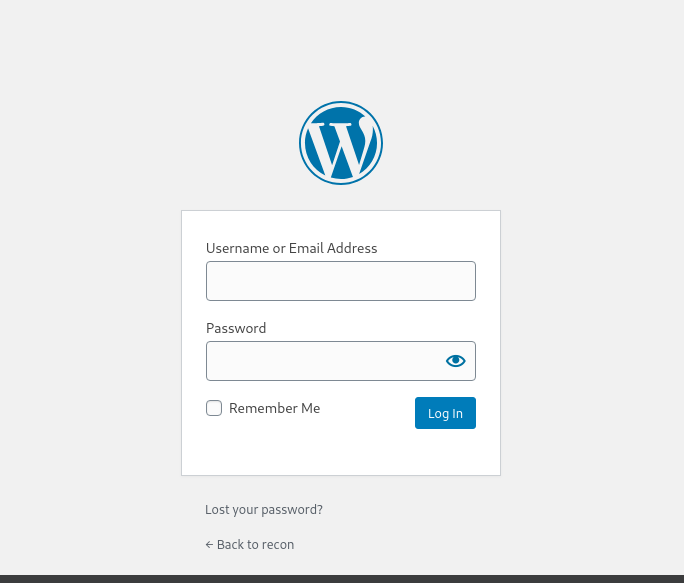 Username or Email Address
Password
Remember Me
Log In
Lost your password?
← Back to recon